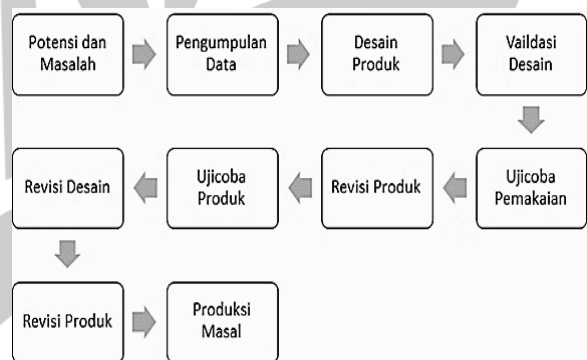 Potensi dan
Masalah
Pengumpulan
Data
Desain
Produk
Vaildasi
Desain
Ujicoba
Pemakaian
Revisi Produk
Ujicoba
Produk
Revisi Desain
Revisi Produk
Produksi
Masal